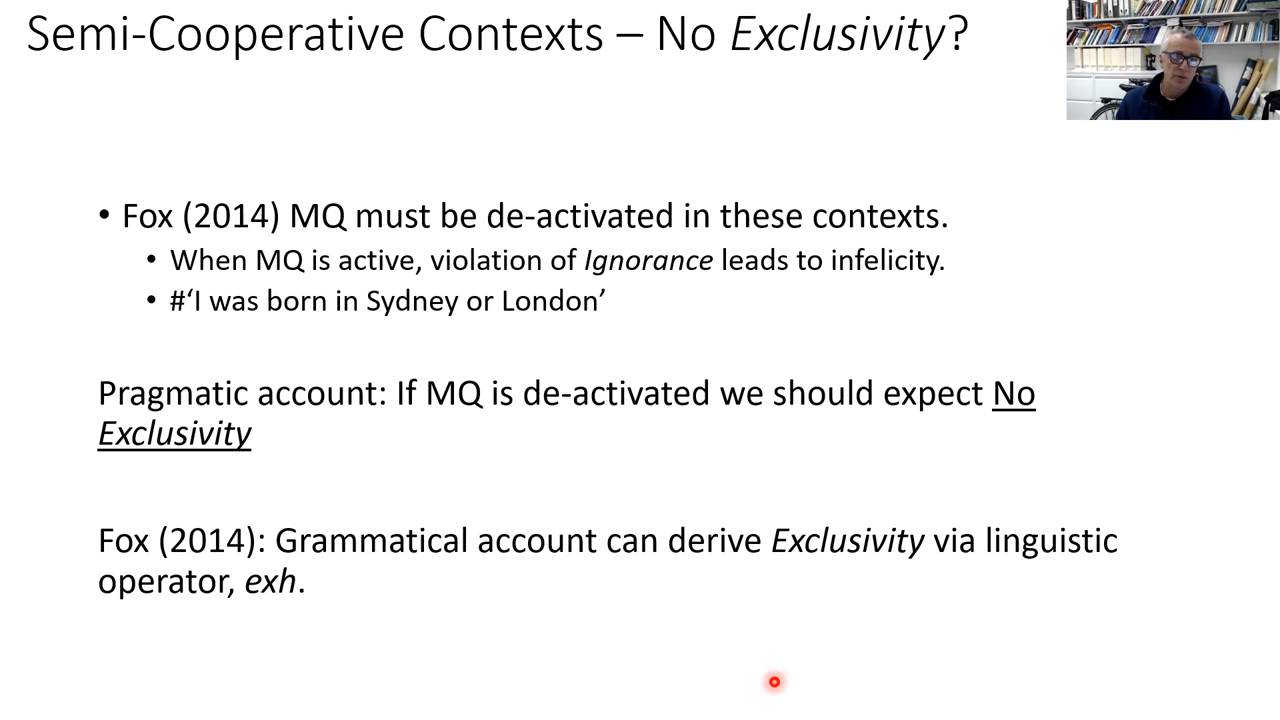 Semi-Cooperative Contexts – No Exclusivity?
• Fox (2014) MQ must be de-activated in these contexts.
• When MQ is active, violation of Ignorance leads to infelicity.
• #‘I was born in Sydney or London’
Pragmatic account: If MQ is de-activated we should expect No
Exclusivity
Fox (2014): Grammatical account can derive Exclusivity via linguistic
operator, exh.